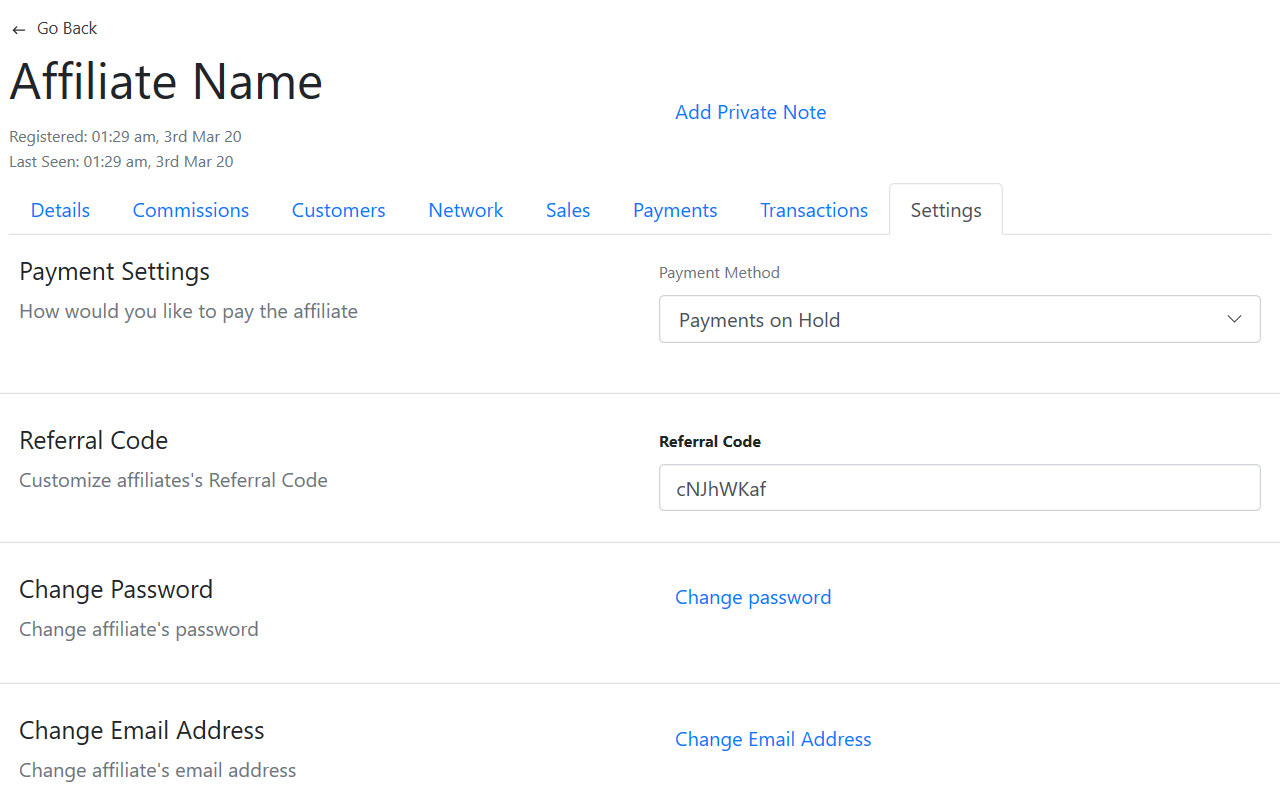 ← Go Back
Affiliate Name
Add Private Note
Registered: 01:29 am, 3rd Mar 20
Last Seen: 01:29 am, 3rd Mar 20
Details Commissions Customers Network Sales Payments Transactions Settings
Payment Settings
How would you like to pay the affiliate
Payment Method
Payments on Hold
Referral Code
Customize affiliates's Referral Code
Referral Code
cNJhWKaf
Change Password
Change affiliate's password
Change password
Change Email Address
Change affiliate's email address
Change Email Address